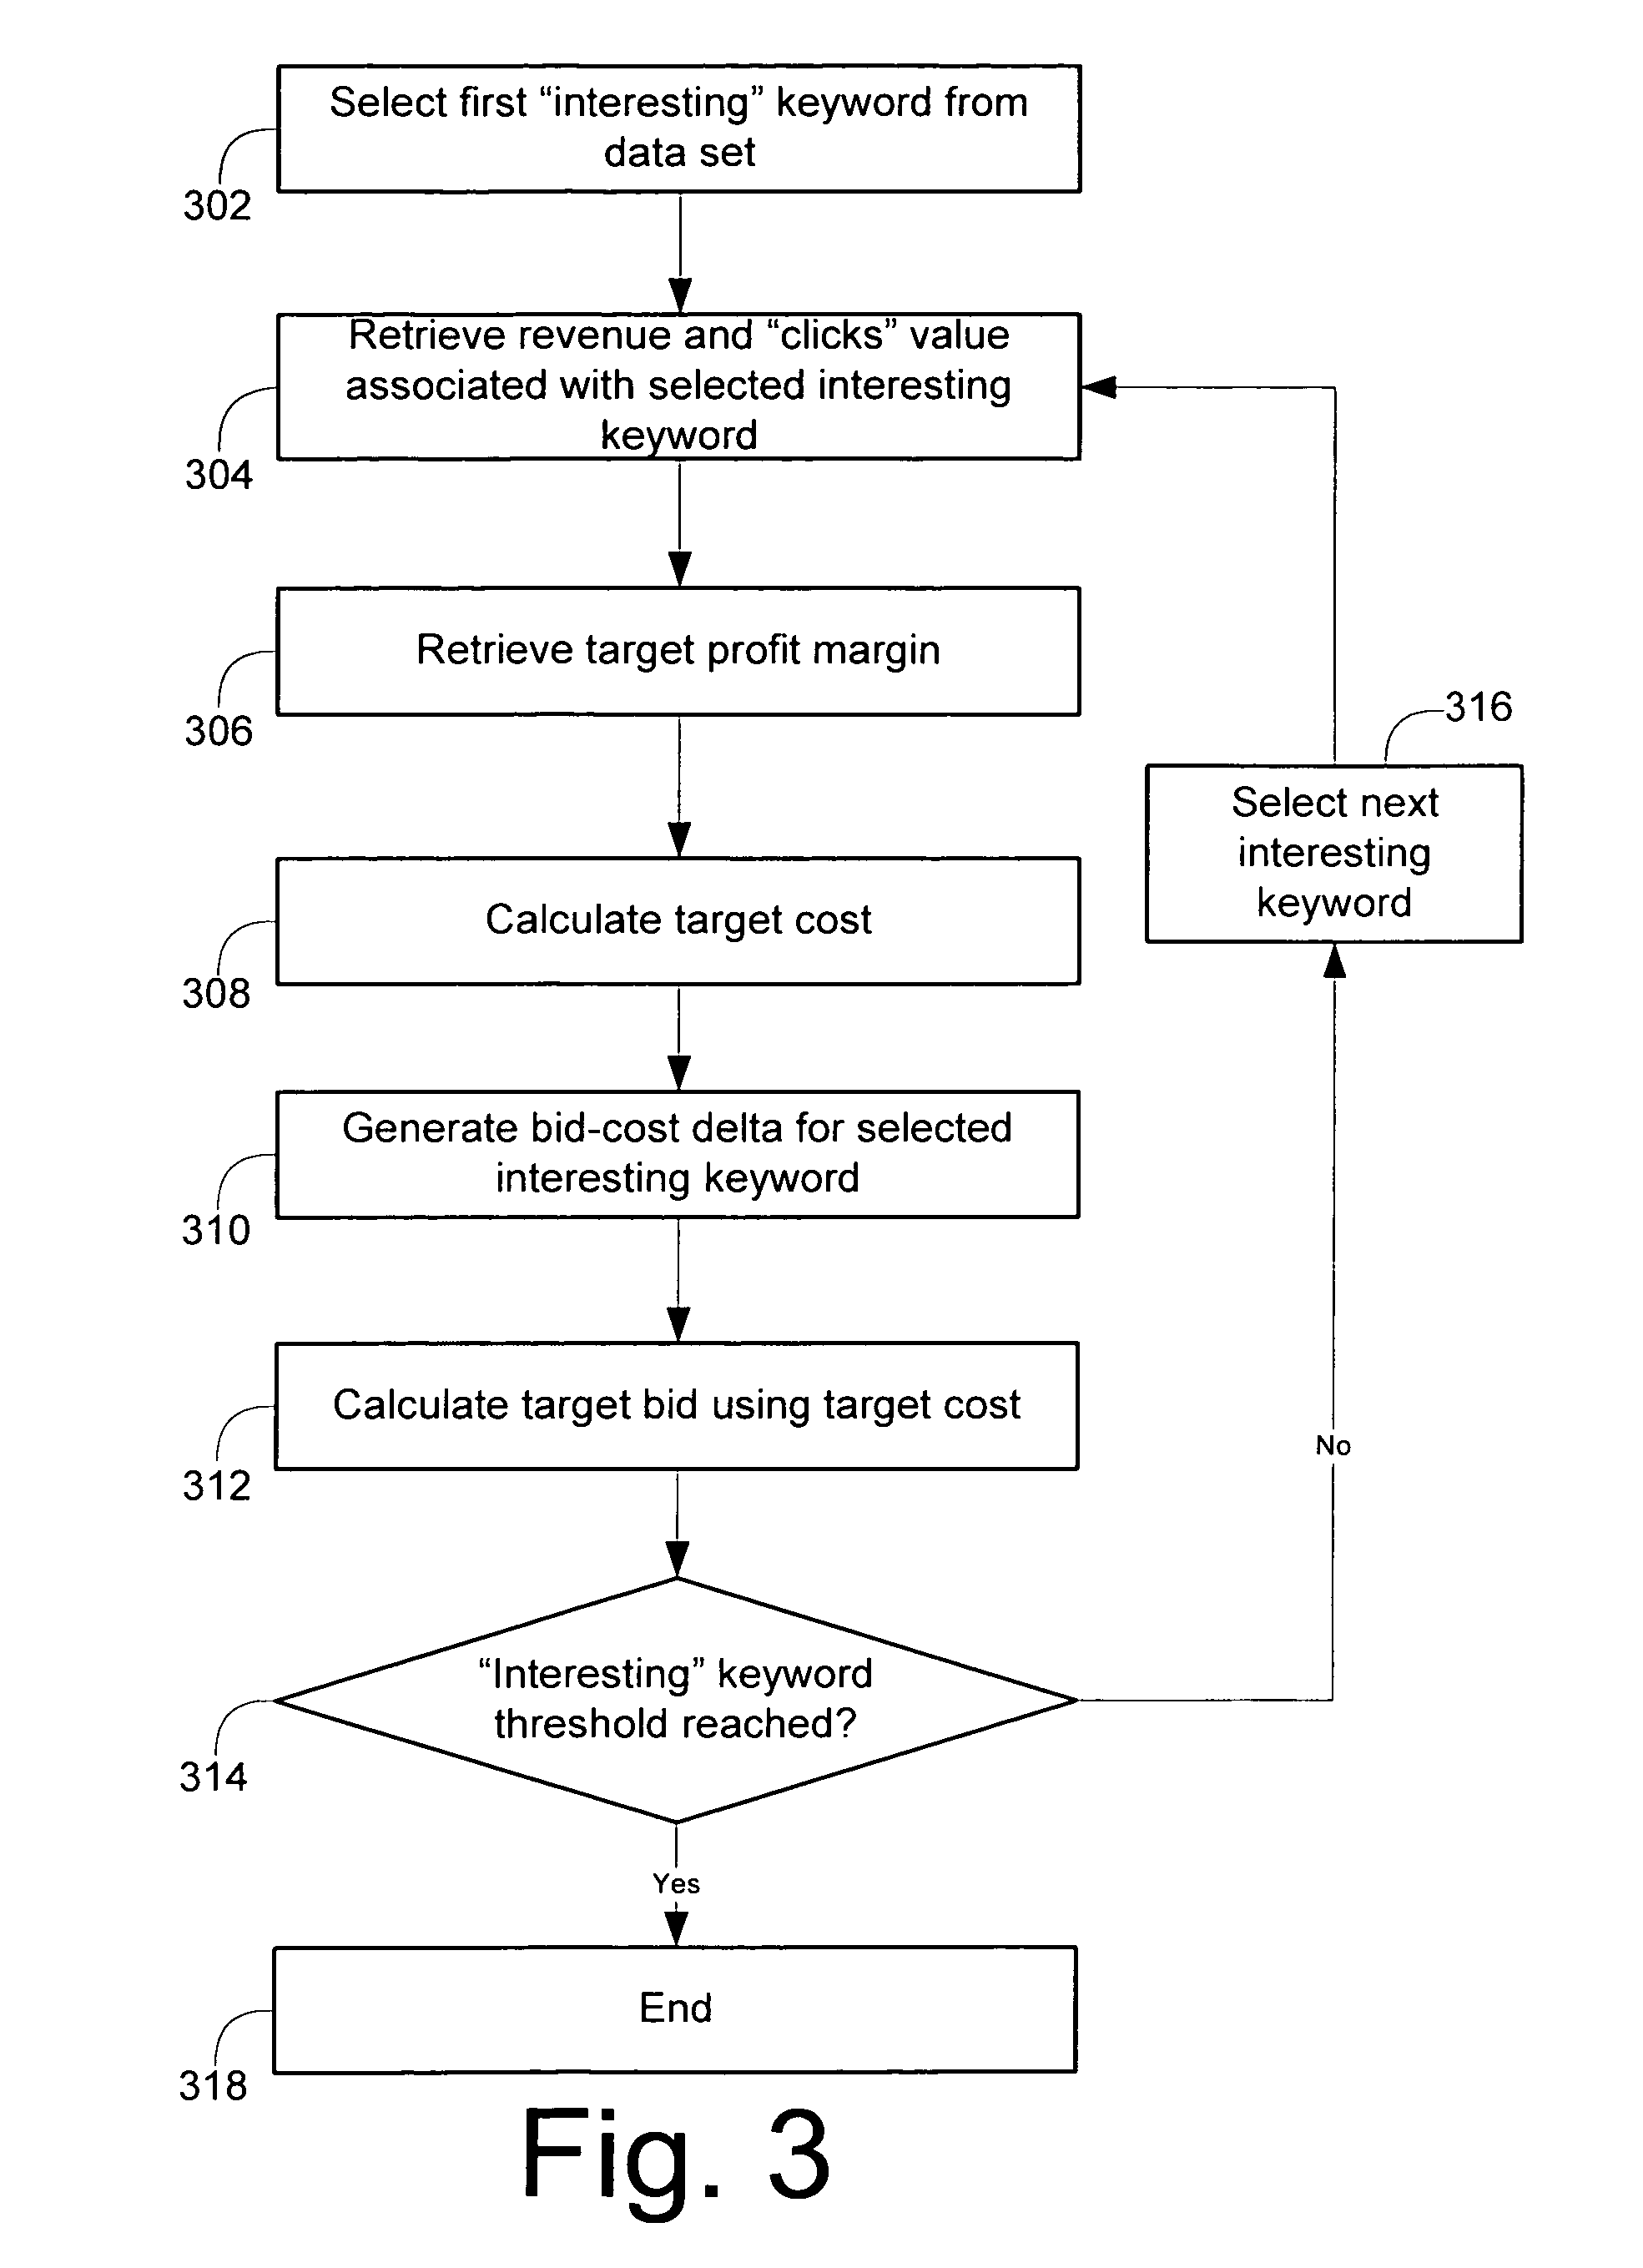 Select first “interesting” keyword from
data set
302
Retrieve revenue and “clicks” value
associated with selected interesting
keyword
304
Retrieve target profit margin
306
316
Select next
interesting
keyword
Calculate target cost
308
Generate bid-cost delta for selected
interesting keyword
310
Calculate target bid using target cost
312
No
“Interesting” keyword
threshold reached?
314
Yes
End
318
Fig. 3